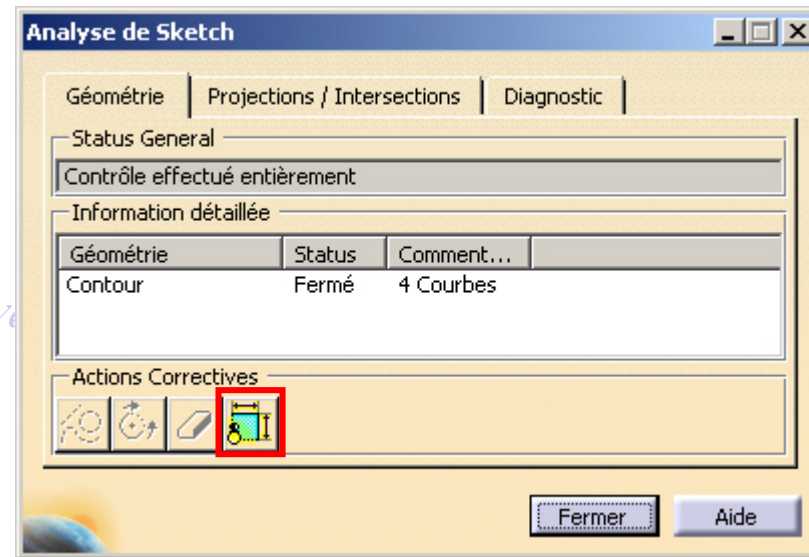 Analyse de Sketch
Géométrie Projections / Intersections Diagnostic
Status General
Contrôle effectué entièrement
Information détaillée
Géométrie Status Comment...
Contour Fermé 4 Courbes
Actions Correctives
Fermer Aide